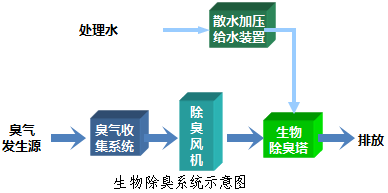 处理水
散水加压
给水装置
臭气
发生源
臭气收
集系统
除
臭
风
机
生物
除臭塔
排放
生物除臭系统示意图